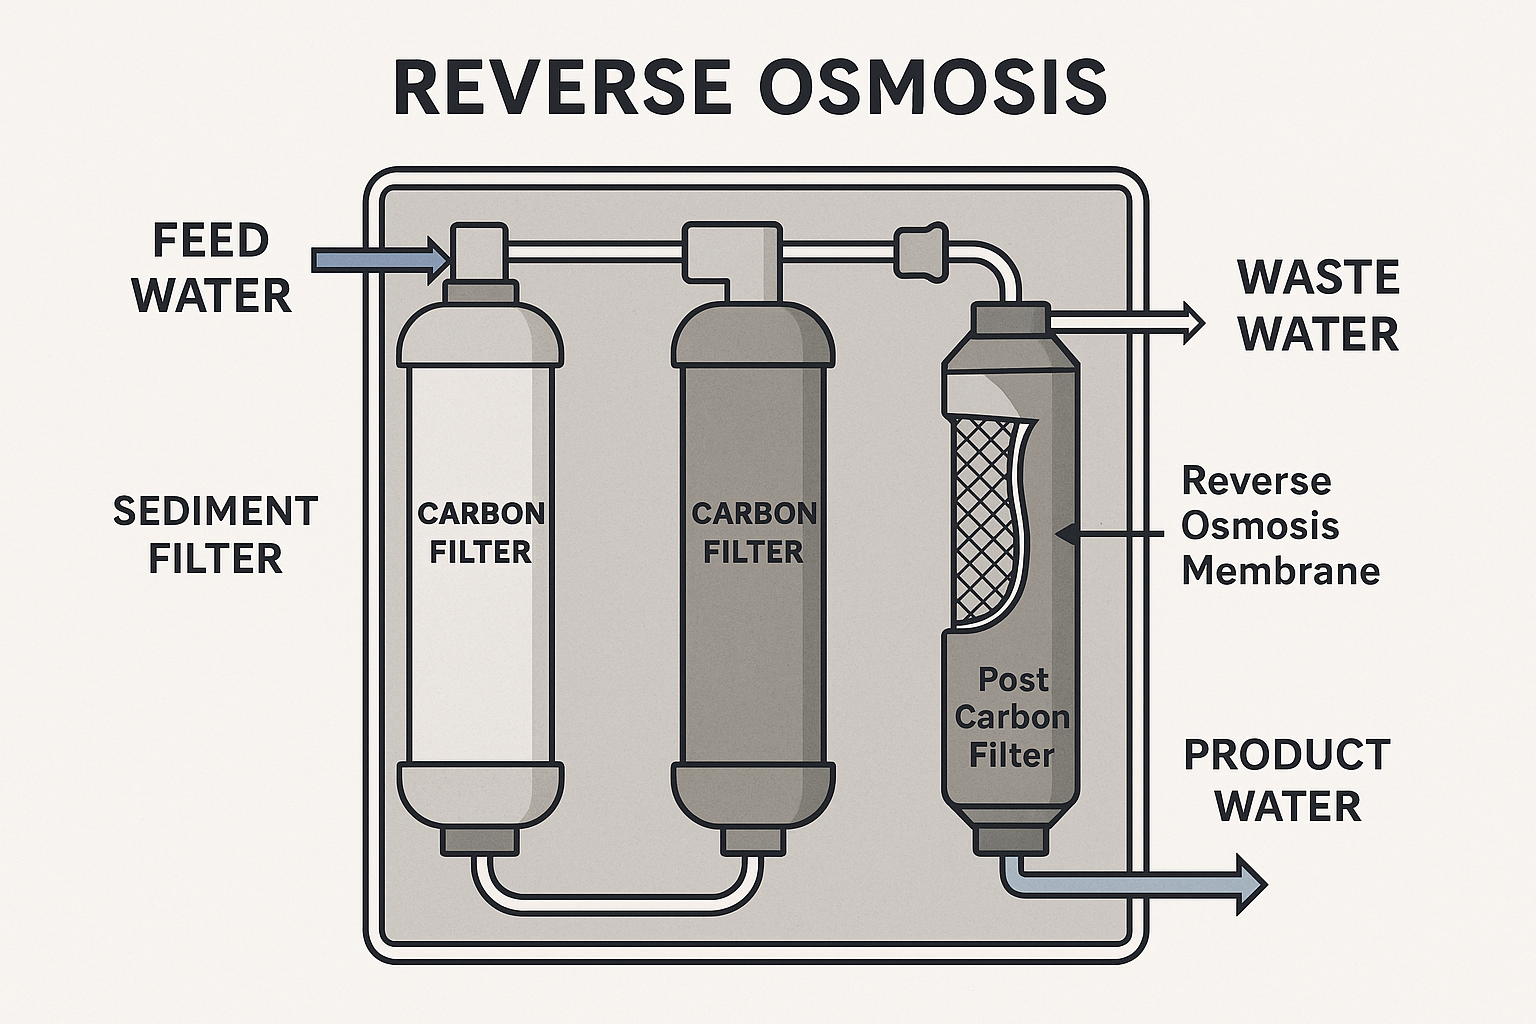 REVERSE OSMOSIS
FEED
WATER
WASTE
WATER
SEDIMENT
FILTER
CARBON
FILTER
CARBON
FILTER
Reverse
Osmosis
Membrane
Post
Carbon
Filter
PRODUCT
WATER